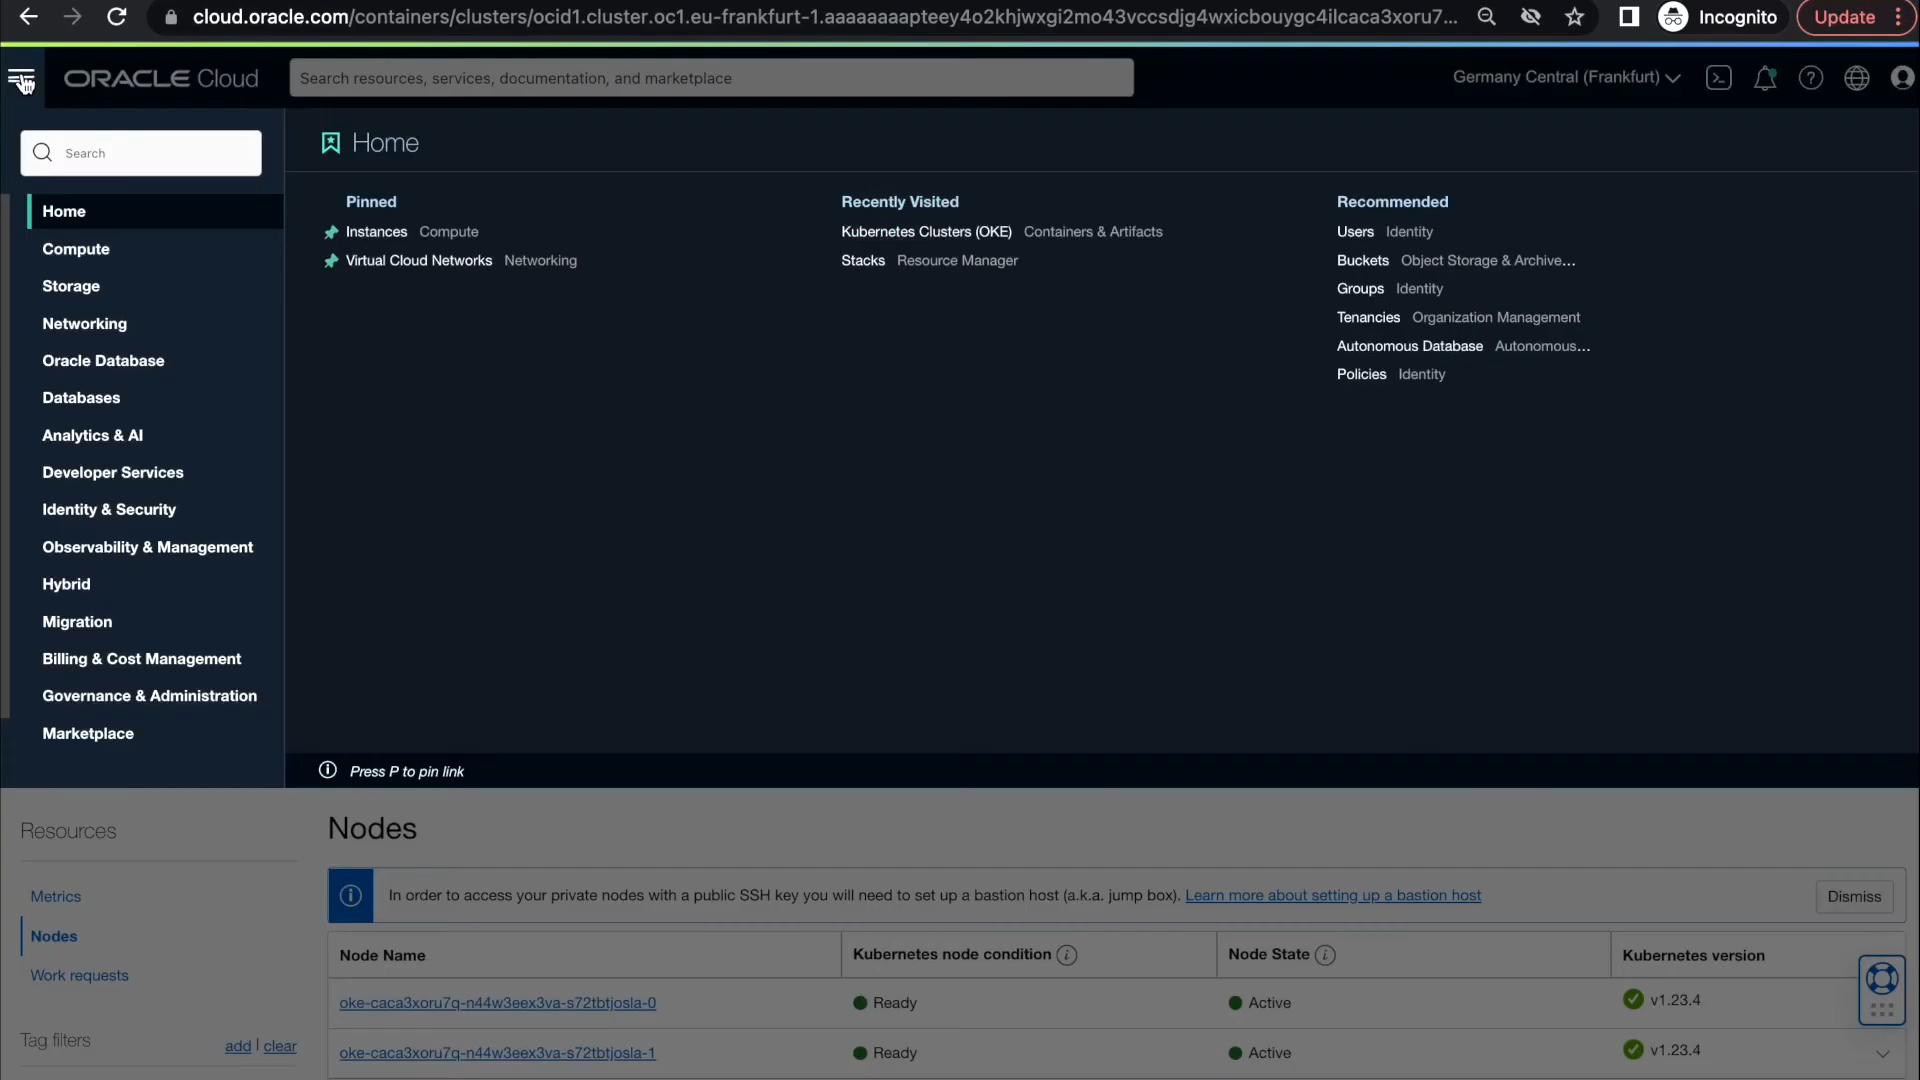 cloud.oracle.com/containers/clusters/ocid1.cluster.oc1.eu-frankfurt-1.aaaaaaaapteey4o2khjwxgi2mo43vccsdjg4wxicbouygc4ilcaca3xoru7...
Incognito
Update
ORACLE Cloud
Search resources, services, documentation, and marketplace
Germany Central (Frankfurt)
Search
Home
Compute
Storage
Networking
Oracle Database
Databases
Analytics & AI
Developer Services
Identity & Security
Observability & Management
Hybrid
Migration
Billing & Cost Management
Governance & Administration
Marketplace
Home
Pinned
Instances Compute
Virtual Cloud Networks Networking
Recently Visited
Kubernetes Clusters (OKE) Containers & Artifacts
Stacks Resource Manager
Recommended
Users Identity
Buckets Object Storage & Archive...
Groups Identity
Tenancies Organization Management
Autonomous Database Autonomous...
Policies Identity
Press P to pin link
Resources
Metrics
Nodes
Work requests
Tag filters add | clear
Nodes
In order to access your private nodes with a public SSH key you will need to set up a bastion host (a.k.a. jump box). Learn more about setting up a bastion host
Dismiss
Node Name Kubernetes node condition Node State Kubernetes version
oke-caca3xoru7q-n44w3eex3va-s72tbtjosla-0 Ready Active v1.23.4
oke-caca3xoru7q-n44w3eex3va-s72tbtjosla-1 Ready Active v1.23.4